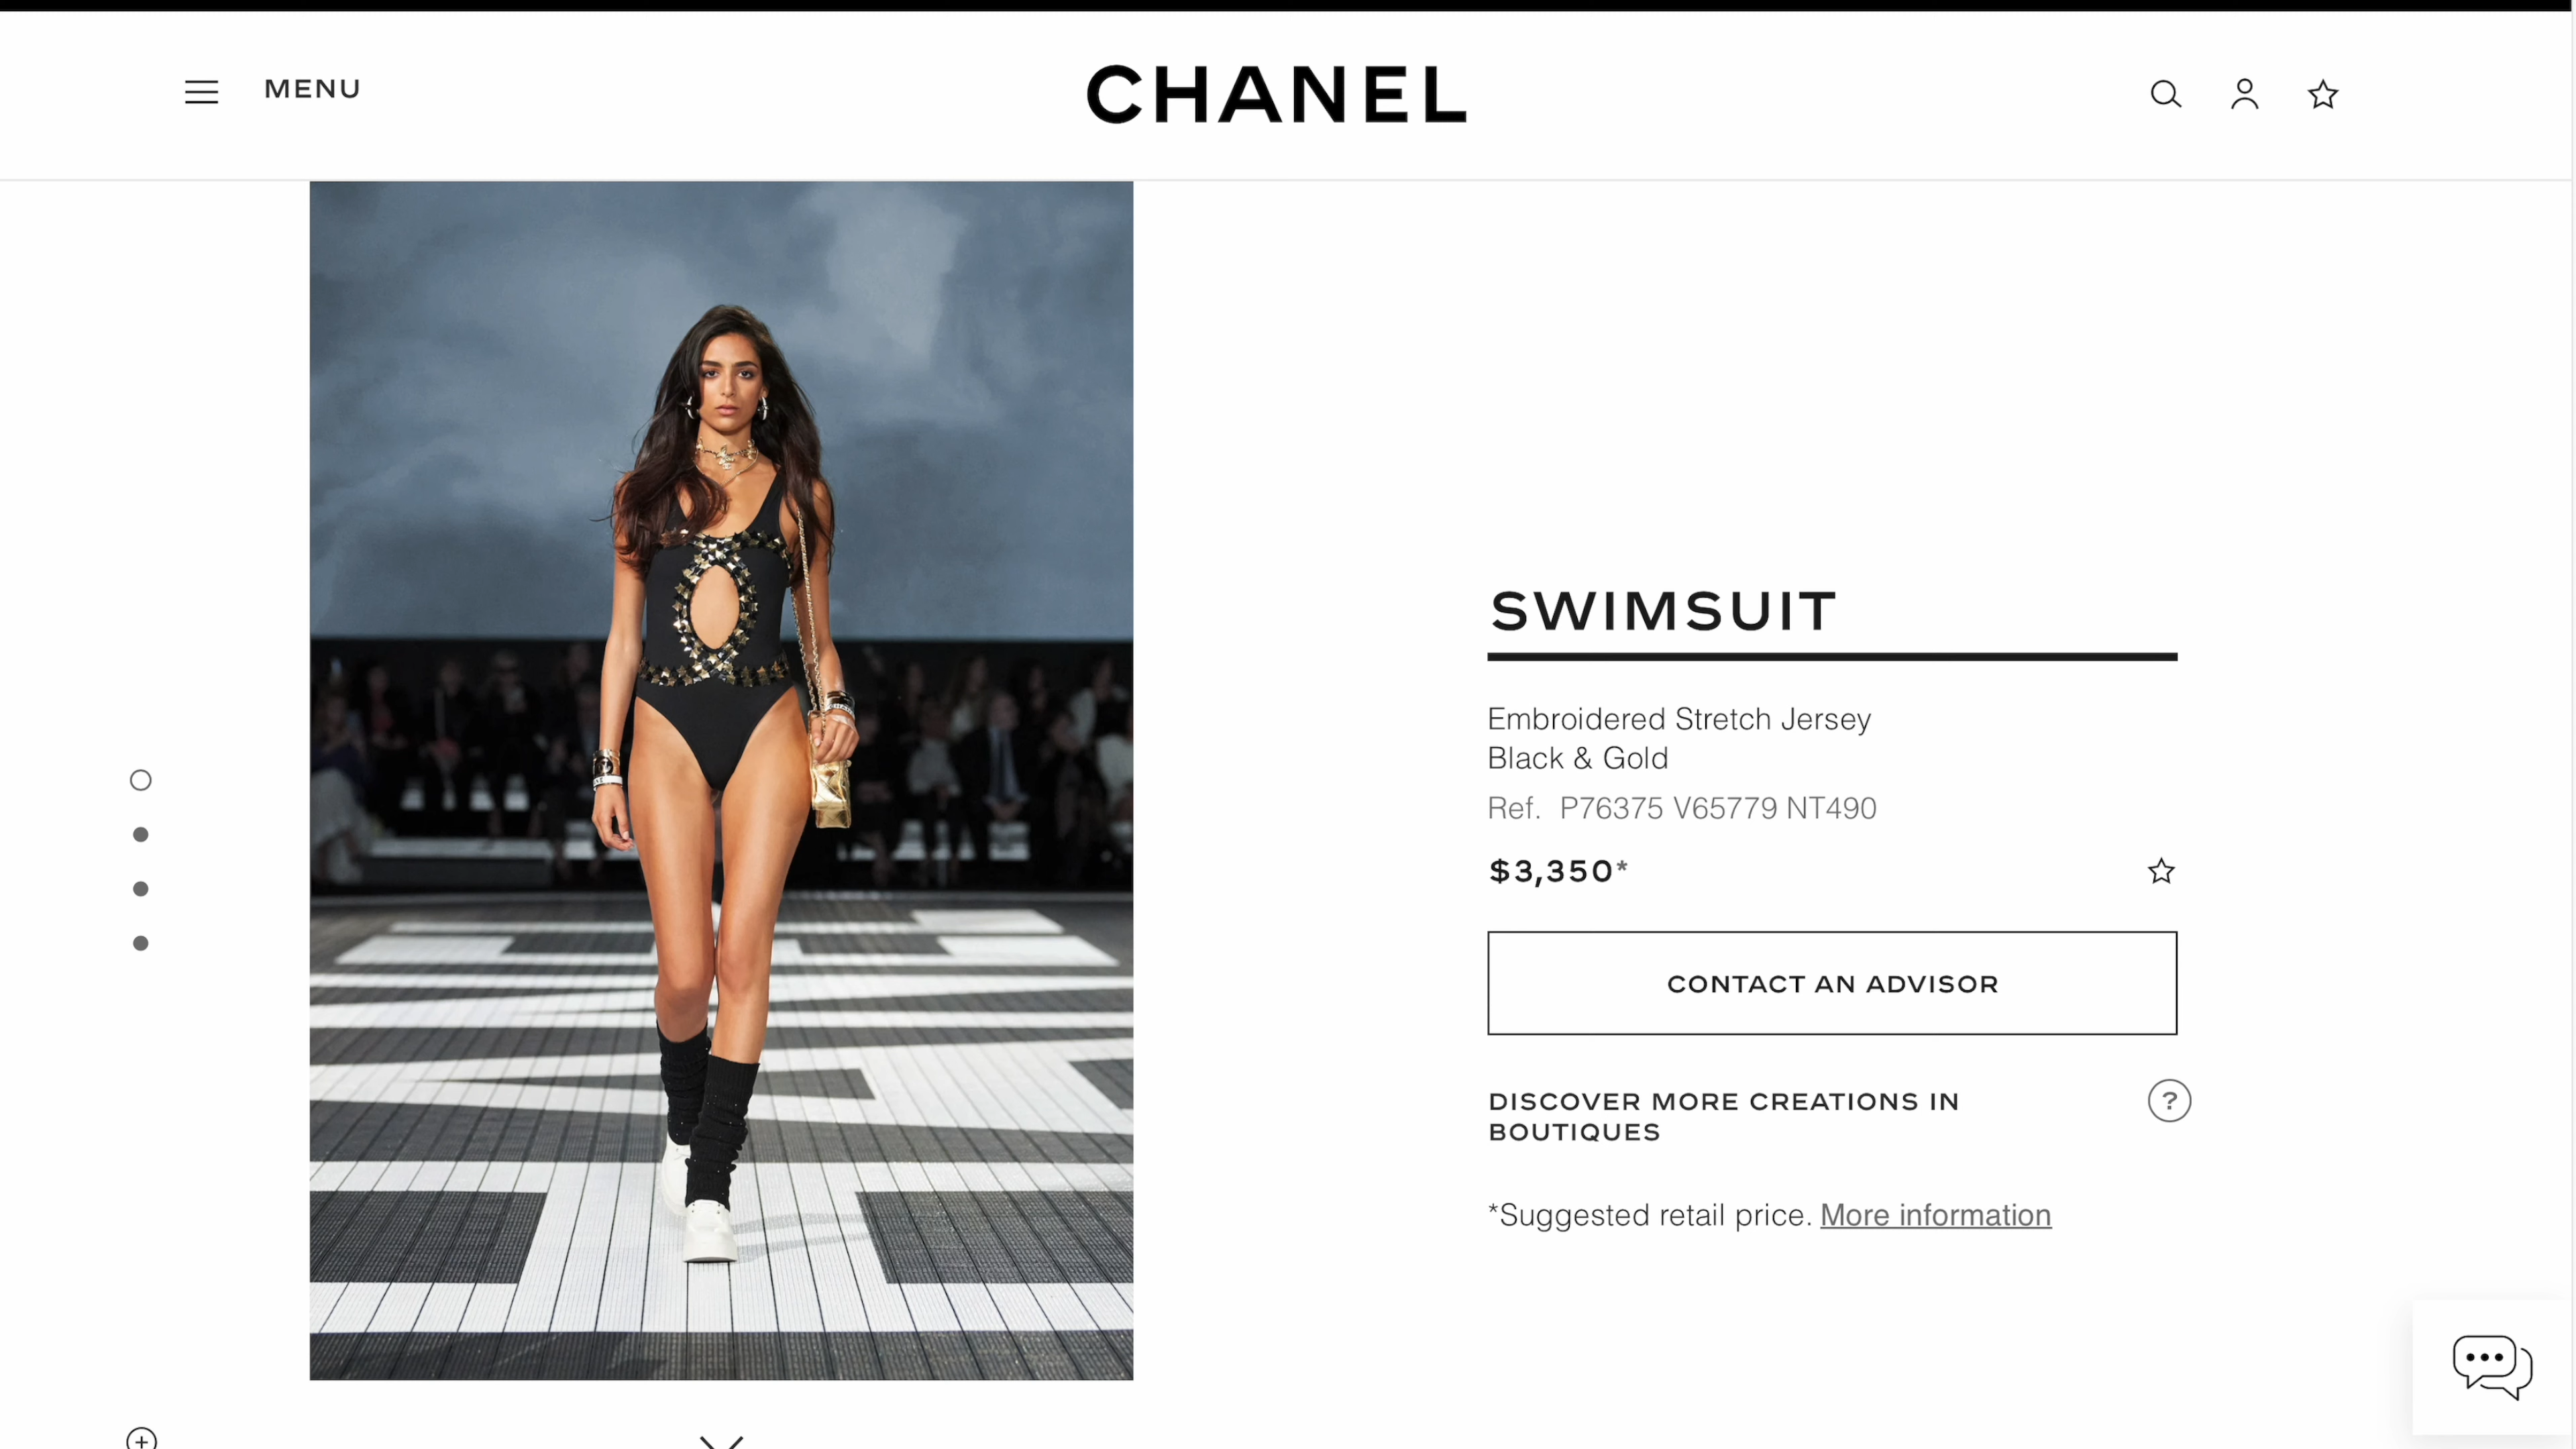 MENU
CHANEL
SWIMSUIT
Embroidered Stretch Jersey
Black & Gold
Ref. P76375 V65779 NT490
$3,350*
CONTACT AN ADVISOR
DISCOVER MORE CREATIONS IN
BOUTIQUES
?
*Suggested retail price. More information